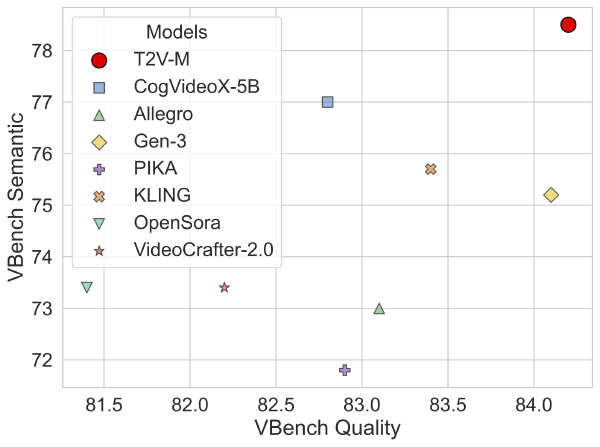 Models
T2V-M
CogVideoX-5B
Allegro
Gen-3
PIKA
KLING
OpenSora
VideoCrafter-2.0
VBench Semantic
78
77
76
75
74
73
72
81.5 82.0 82.5 83.0 83.5 84.0
VBench Quality